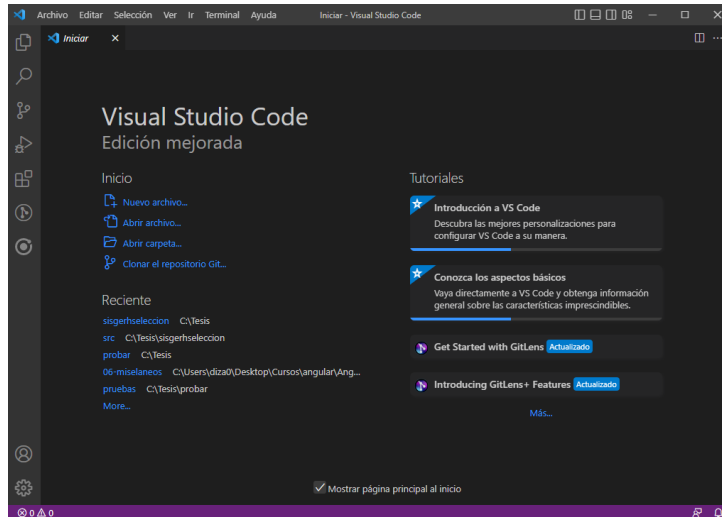 Archivo Editar Selección Ver Ir Terminal Ayuda Iniciar - Visual Studio Code
Iniciar
Visual Studio Code
Edición mejorada
Inicio
Nuevo archivo...
Abrir archivo...
Abrir carpeta...
Clonar el repositorio Git...
Reciente
sisgerhseleccion C:\Tesis
src C:\Tesis\sisgerhseleccion
probar C:\Tesis
06-miselaneos C:\Users\diza0\Desktop\Cursos\angular\Ang...
pruebas C:\Tesis\probar
More...
Tutoriales
Introducción a VS Code
Descubra las mejores personalizaciones para
configurar VS Code a su manera.
Conozca los aspectos básicos
Vaya directamente a VS Code y obtenga información
general sobre las características imprescindibles.
Get Started with GitLens Actualizado
Introducing GitLens+ Features Actualizado
Más...
Mostrar página principal al inicio
0 0